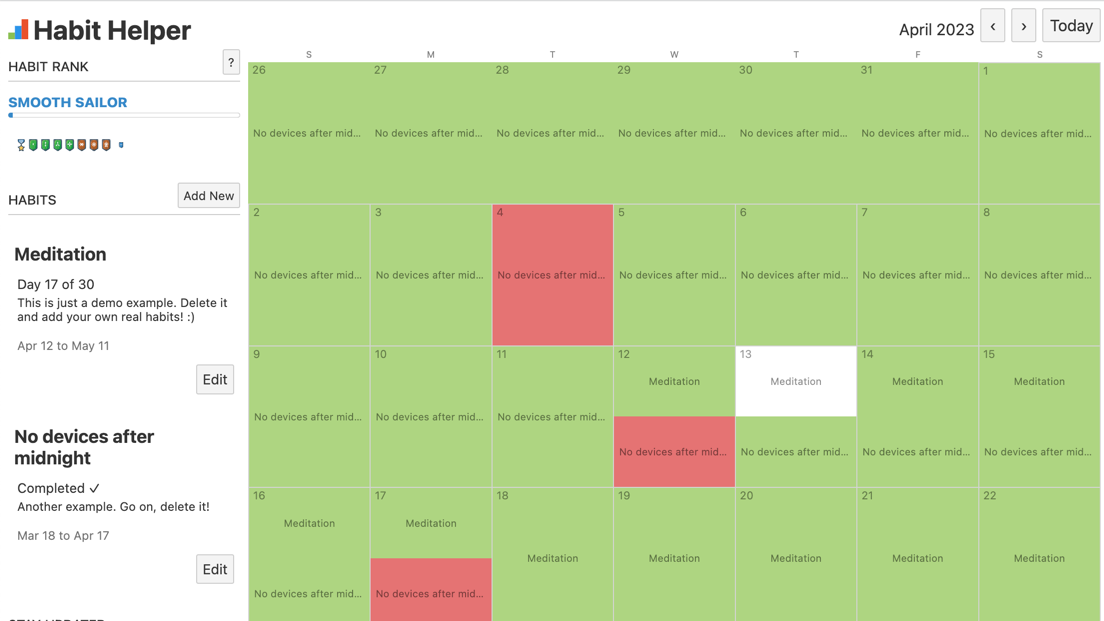 Habit Helper
April 2023
‹
›
Today
HABIT RANK
?
SMOOTH SAILOR
HABITS
Add New
Meditation
Day 17 of 30
This is just a demo example. Delete it
and add your own real habits! :)
Apr 12 to May 11
Edit
No devices after
midnight
Completed ✓
Another example. Go on, delete it!
Mar 18 to Apr 17
Edit
S M T W T F S
26 27 28 29 30 31 1
No devices after mid... No devices after mid... No devices after mid... No devices after mid... No devices after mid... No devices after mid... No devices after mid...
2 3 4 5 6 7 8
No devices after mid... No devices after mid... No devices after mid... No devices after mid... No devices after mid... No devices after mid... No devices after mid...
9 10 11 12 13 14 15
Meditation Meditation Meditation Meditation
No devices after mid... No devices after mid... No devices after mid...
No devices after mid... No devices after mid... No devices after mid... No devices after mid...
16 17 18 19 20 21 22
Meditation Meditation
Meditation Meditation Meditation Meditation Meditation
No devices after mid... No devices after mid...